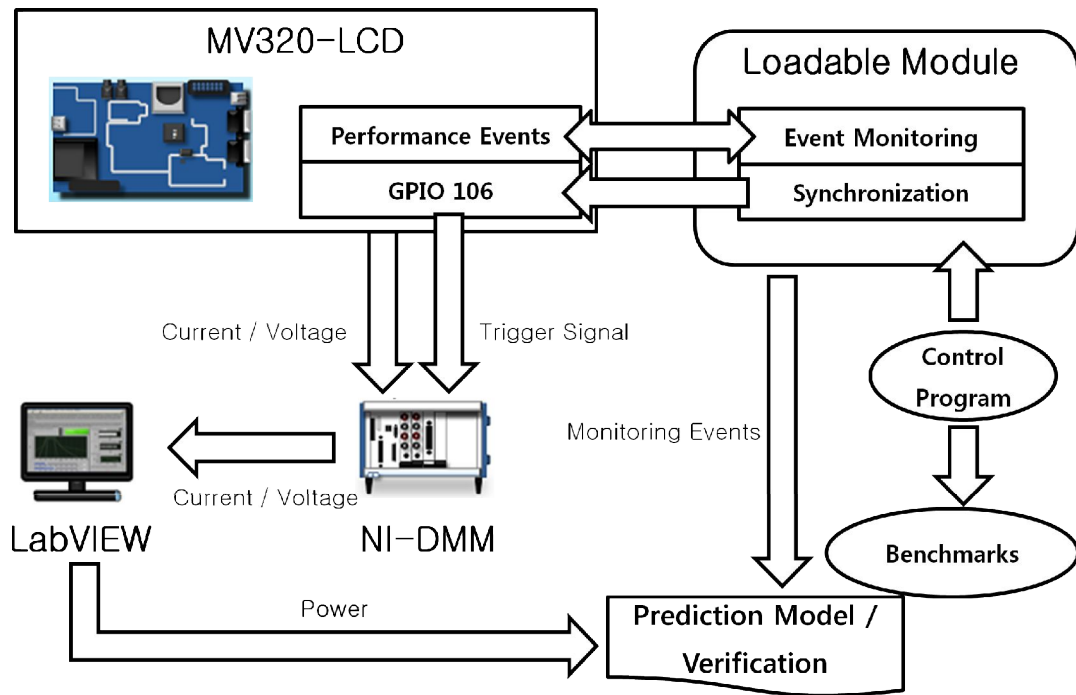 MV320-LCD
Loadable Module
Performance Events
Event Monitoring
GPIO 106
Synchronization
Current / Voltage
Trigger Signal
Control
Program
Monitoring Events
Current / Voltage
LabVIEW
NI-DMM
Benchmarks
Power
Prediction Model /
Verification